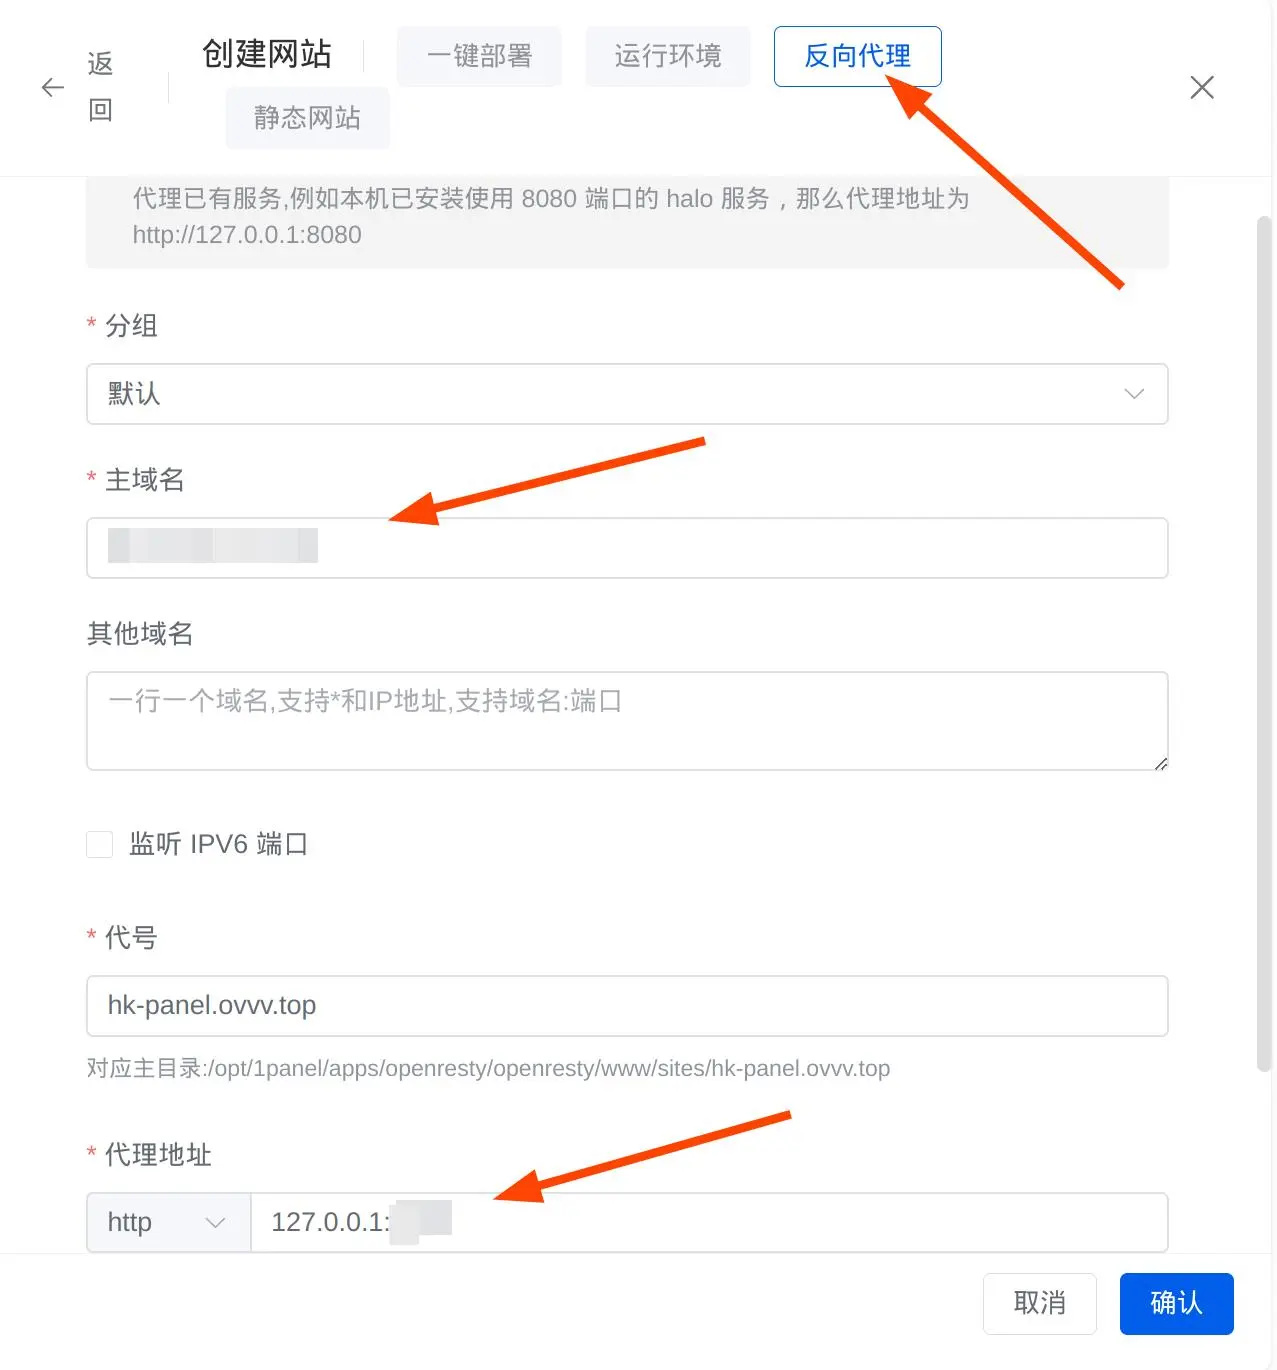 返回
创建网站
一键部署
运行环境
反向代理
静态网站
代理已有服务,例如本机已安装使用 8080 端口的 halo 服务，那么代理地址为
http://127.0.0.1:8080
* 分组
默认
* 主域名
其他域名
一行一个域名,支持*和IP地址,支持域名:端口
监听 IPV6 端口
* 代号
hk-panel.ovvv.top
对应主目录:/opt/1panel/apps/openresty/openresty/www/sites/hk-panel.ovvv.top
* 代理地址
http
127.0.0.1:
取消
确认